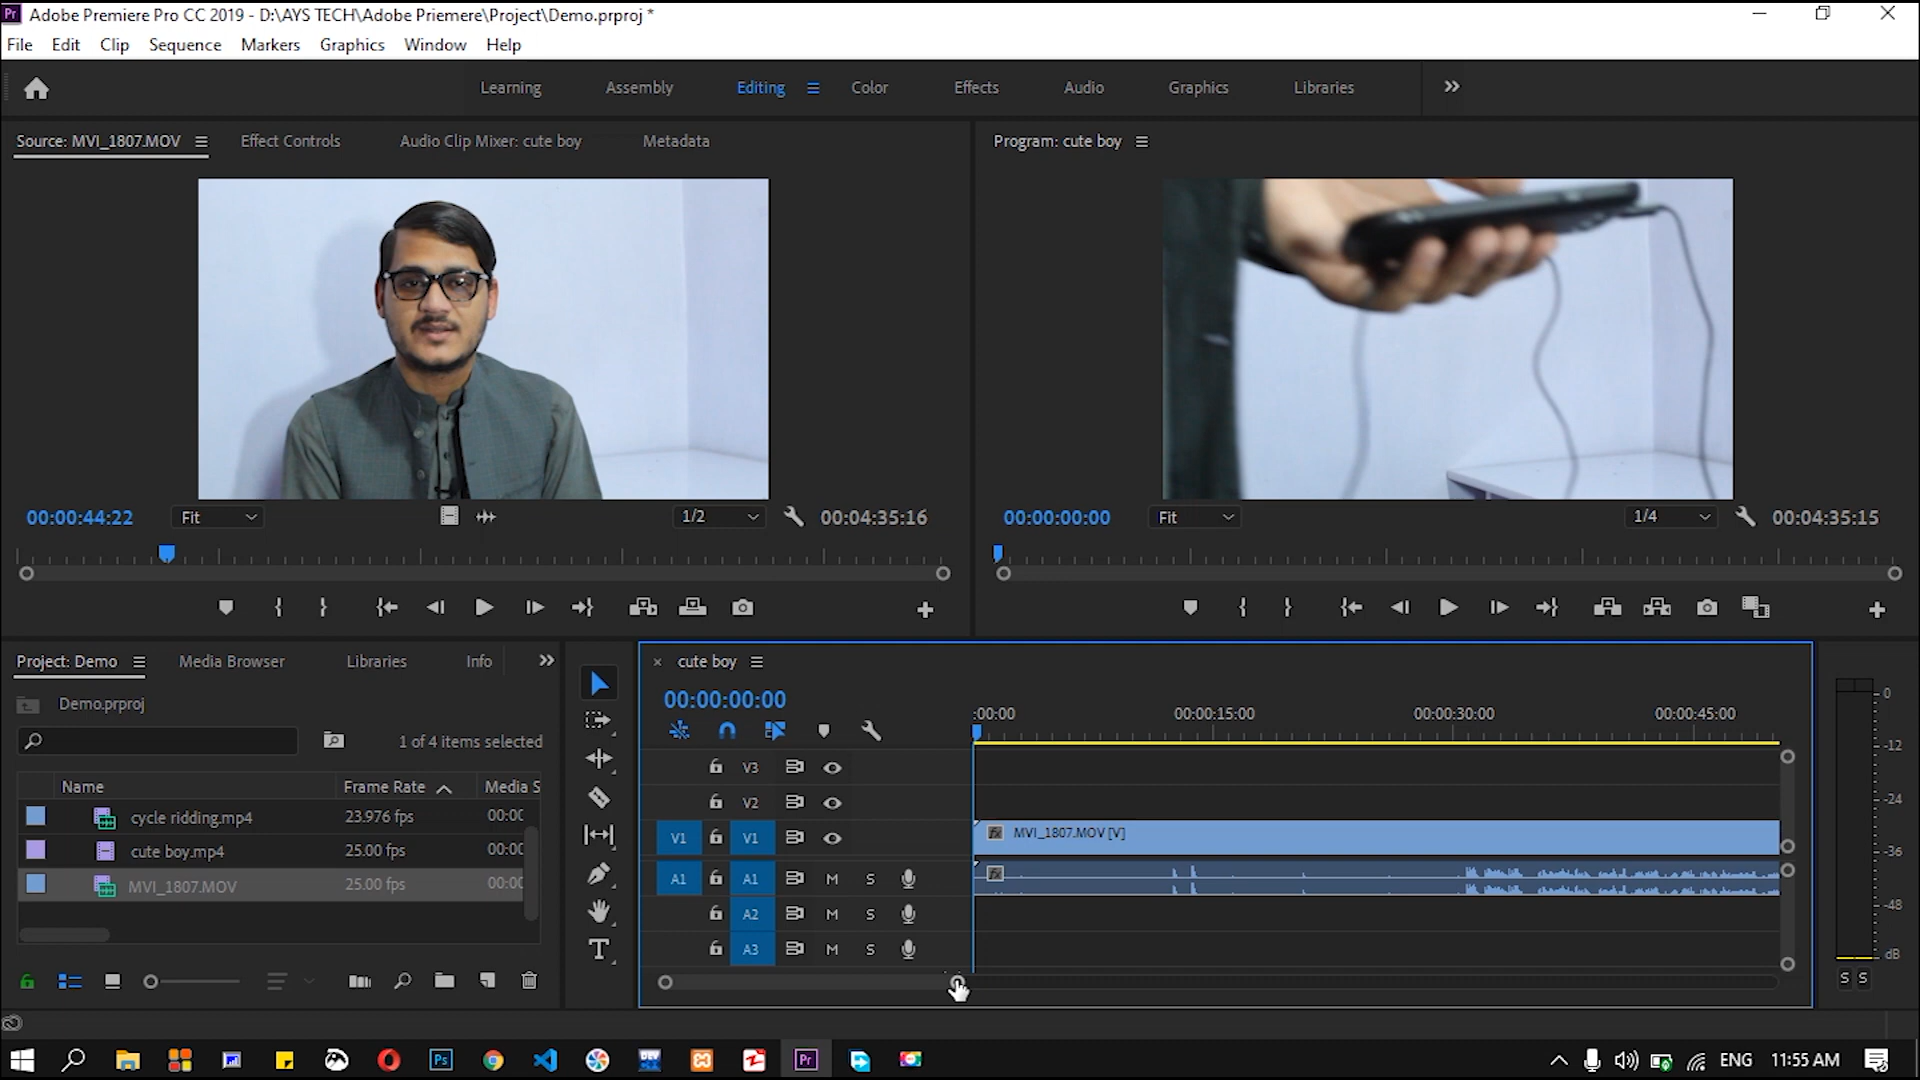 Pr Adobe Premiere Pro CC 2019 - D:\AYS TECH\Adobe Priemere\Project\Demo.prproj *
File Edit Clip Sequence Markers Graphics Window Help
Learning Assembly Editing Color Effects Audio Graphics Libraries
Source: MVI_1807.MOV Effect Controls Audio Clip Mixer: cute boy Metadata
Program: cute boy
00:00:44:22 Fit 1/2 00:04:35:16
00:00:00:00 Fit 1/4 00:04:35:15
Project: Demo Media Browser Libraries Info
Demo.prproj
1 of 4 items selected
Name Frame Rate Media S
cycle ridding.mp4 23.976 fps 00:00
cute boy.mp4 25.00 fps 00:00
MVI_1807.MOV 25.00 fps 00:00
T
cute boy
00:00:00:00
:00:00 00:00:15:00 00:00:30:00 00:00:45:00
V3
V2
V1 V1 fx MVI_1807.MOV [V]
A1 A1 M S fx
A2 M S
A3 M S
0
-12
-24
-36
-48
dB
S S
Ps DEV Pr ENG 11:55 AM